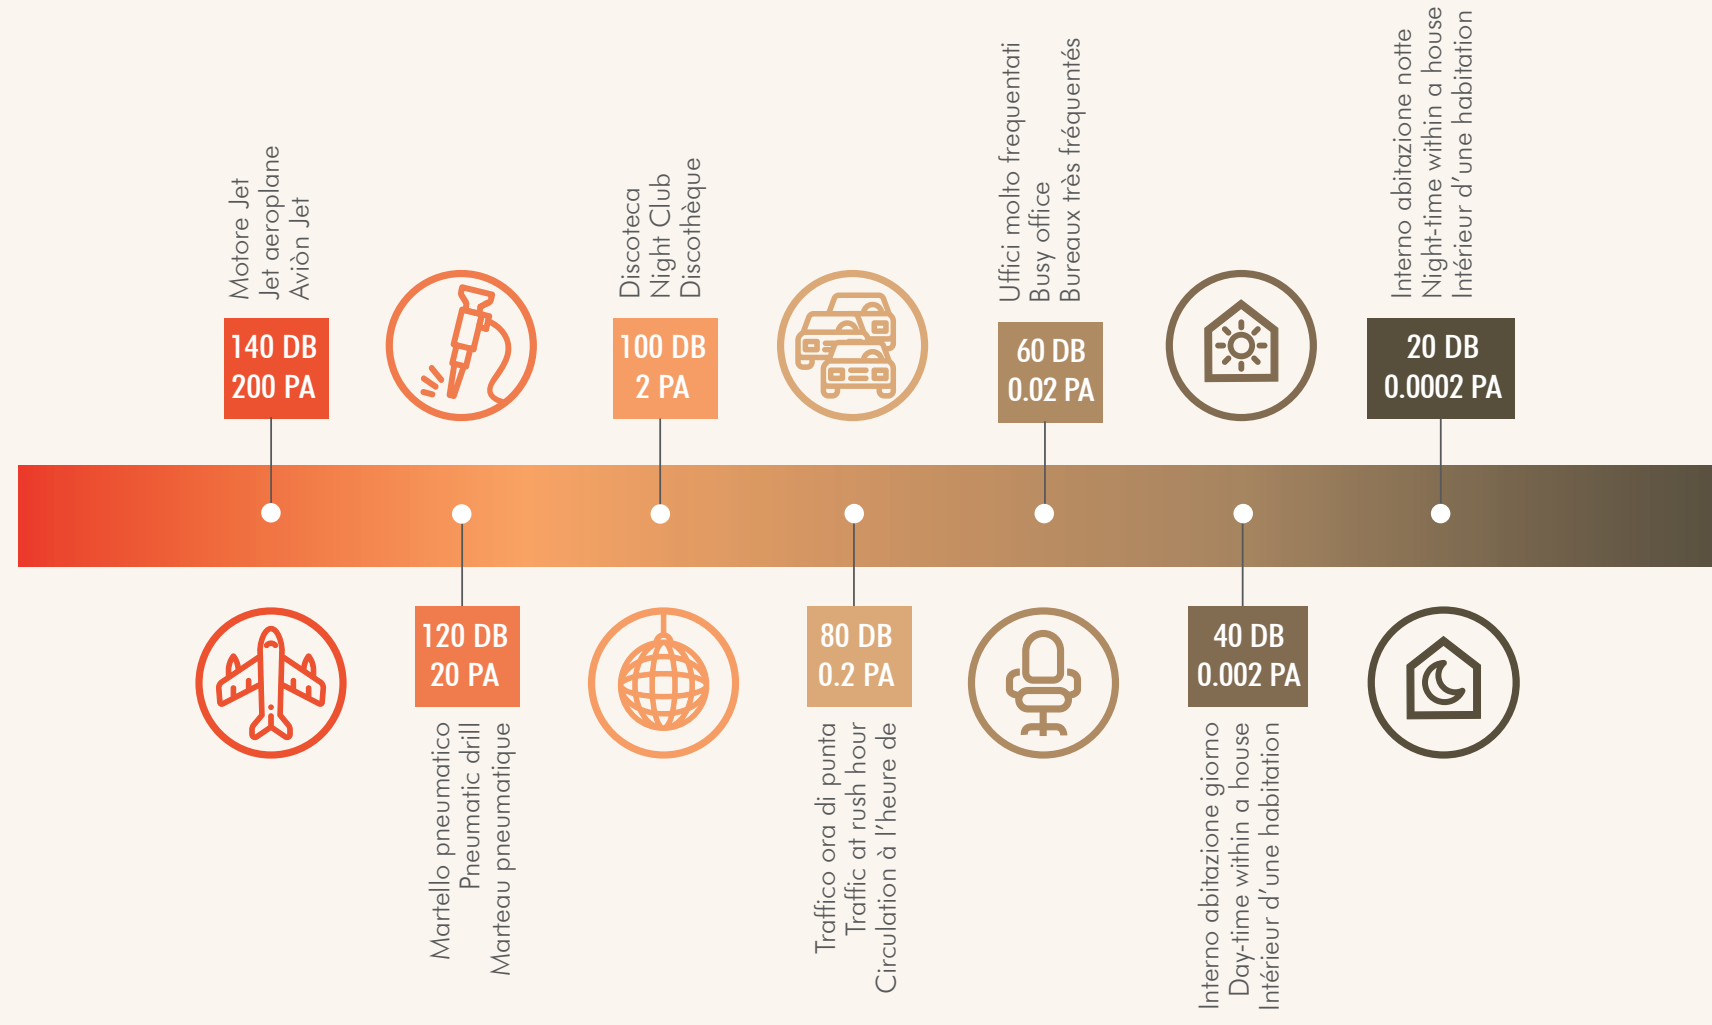 Motore Jet
Jet aeroplane
Aviòn Jet
140 DB
200 PA
120 DB
20 PA
Martello pneumatico
Pneumatic drill
Marteau pneumatique
Discoteca
Night Club
Discothèque
100 DB
2 PA
80 DB
0.2 PA
Traffico ora di punta
Traffic at rush hour
Circulation à l'heure de
Uffici molto frequentati
Busy office
Bureaux très fréquentés
60 DB
0.02 PA
40 DB
0.002 PA
Interno abitazione giorno
Day-time within a house
Intérieur d'une habitation
Interno abitazione notte
Night-time within a house
Intérieur d'une habitation
20 DB
0.0002 PA